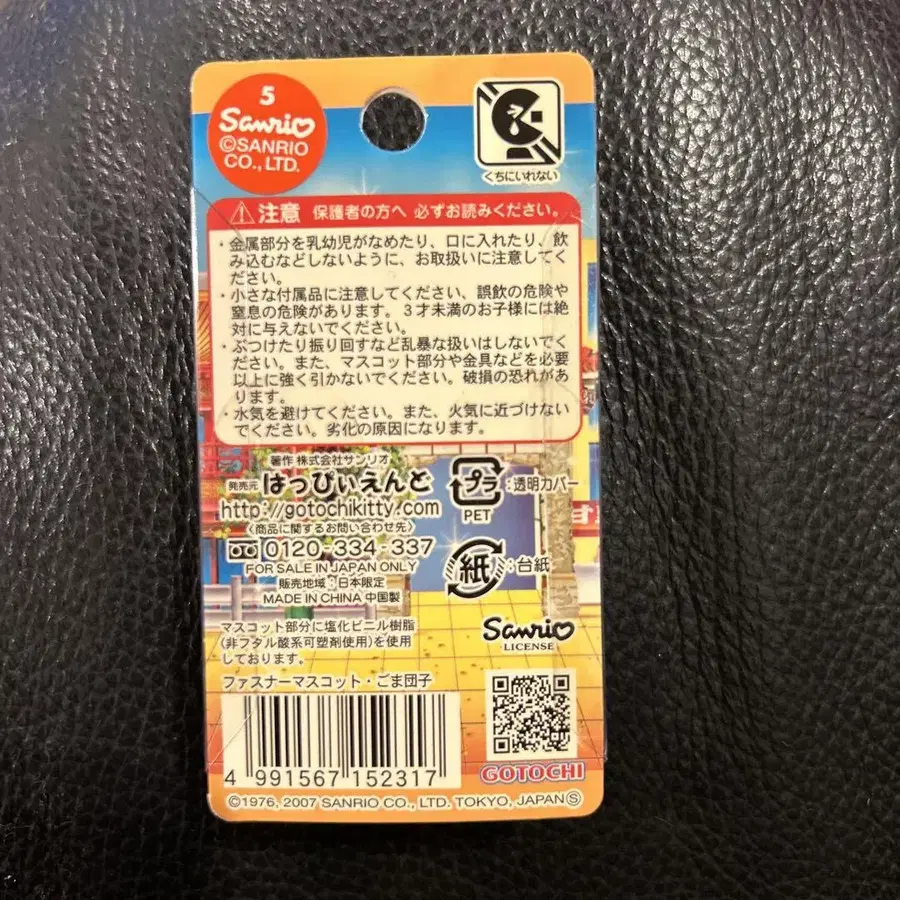 5
Sanrio
©SANRIO
CO., LTD.
くちにいれない
注意 保護者の方へ 必ずお読みください。
・金属部分を乳幼児がなめたり、口に入れたり、飲
み込むなどしないように、お取扱いに注意してく
ださい。
・小さな付属品に注意してください、誤飲の危険や
窒息の危険があります。3才未満のお子様には絶
対に与えないでください。
・ぶつけたり振り回すなど乱暴な扱いはしないでく
ださい。また、マスコット部分や金具などを必要
以上に強く引かないでください。破損の恐れがあ
ります。
・水気を避けてください。また、火気に近づけない
でください。劣化の原因になります。
著作 株式会社サンリオ
発売元 はっぴぃえんど
http://gotochikitty.com
〈商品に関するお問い合わせ先〉
0120-334-337
FOR SALE IN JAPAN ONLY
販売地域：日本限定
MADE IN CHINA 中国製
プラ :透明カバー
PET
紙 :台紙
マスコット部分に塩化ビニル樹脂
(非フタル酸系可塑剤使用)を使用
しております。
Sanrio
LICENSE
ファスナーマスコット・ごま団子
4 991567 152317
GOTOCHI
©1976, 2007 SANRIO CO., LTD. TOKYO, JAPAN Ⓢ